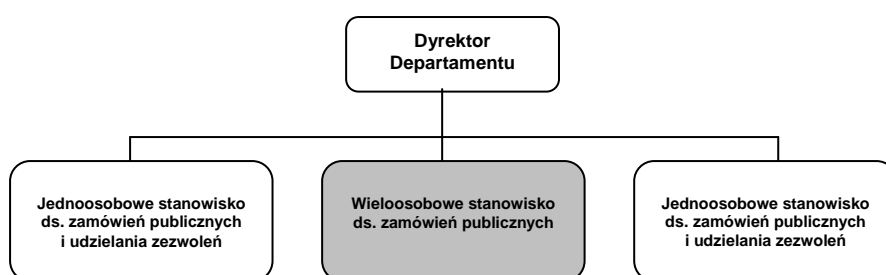 Dyrektor
Departamentu
Jednoosobowe stanowisko
ds. zamówień publicznych
i udzielania zezwoleń
Wieloosobowe stanowisko
ds. zamówień publicznych
Jednoosobowe stanowisko
ds. zamówień publicznych
i udzielania zezwoleń